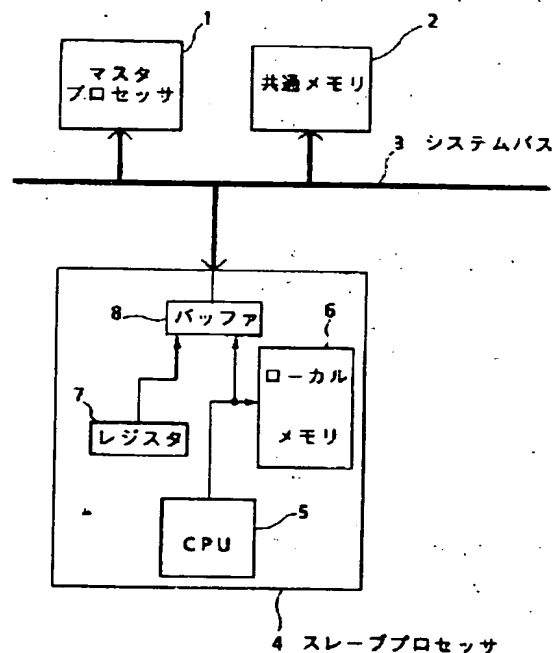 1
マスタ
プロセッサ
2
共通メモリ
3 システムバス
8
バッファ
6
ローカル
メモリ
7
レジスタ
5
CPU
4 スレーブプロセッサ